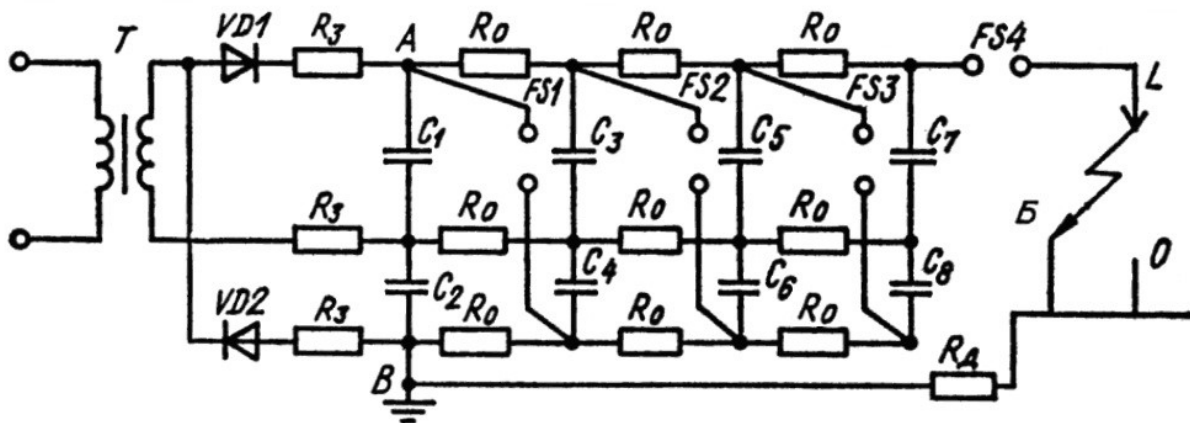 T VD1 R3 A R0 R0 R0 FS4
FS1 FS2 FS3 L
C1 C3 C5 C7
R3 R0 R0 R0 Б
C2 C4 C6 C8 O
VD2 R3 R0 R0 R0
B RД